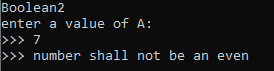 Boolean2
enter a value of A:
>>> 7
>>> number shall not be an even